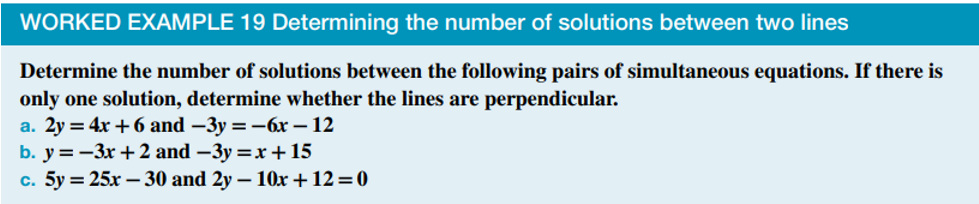 WORKED EXAMPLE 19 Determining the number of solutions between two lines
Determine the number of solutions between the following pairs of simultaneous equations. If there is
only one solution, determine whether the lines are perpendicular.
a. 2y = 4x + 6 and −3y = −6x − 12
b. y = −3x + 2 and −3y = x + 15
c. 5y = 25x − 30 and 2y − 10x + 12 = 0